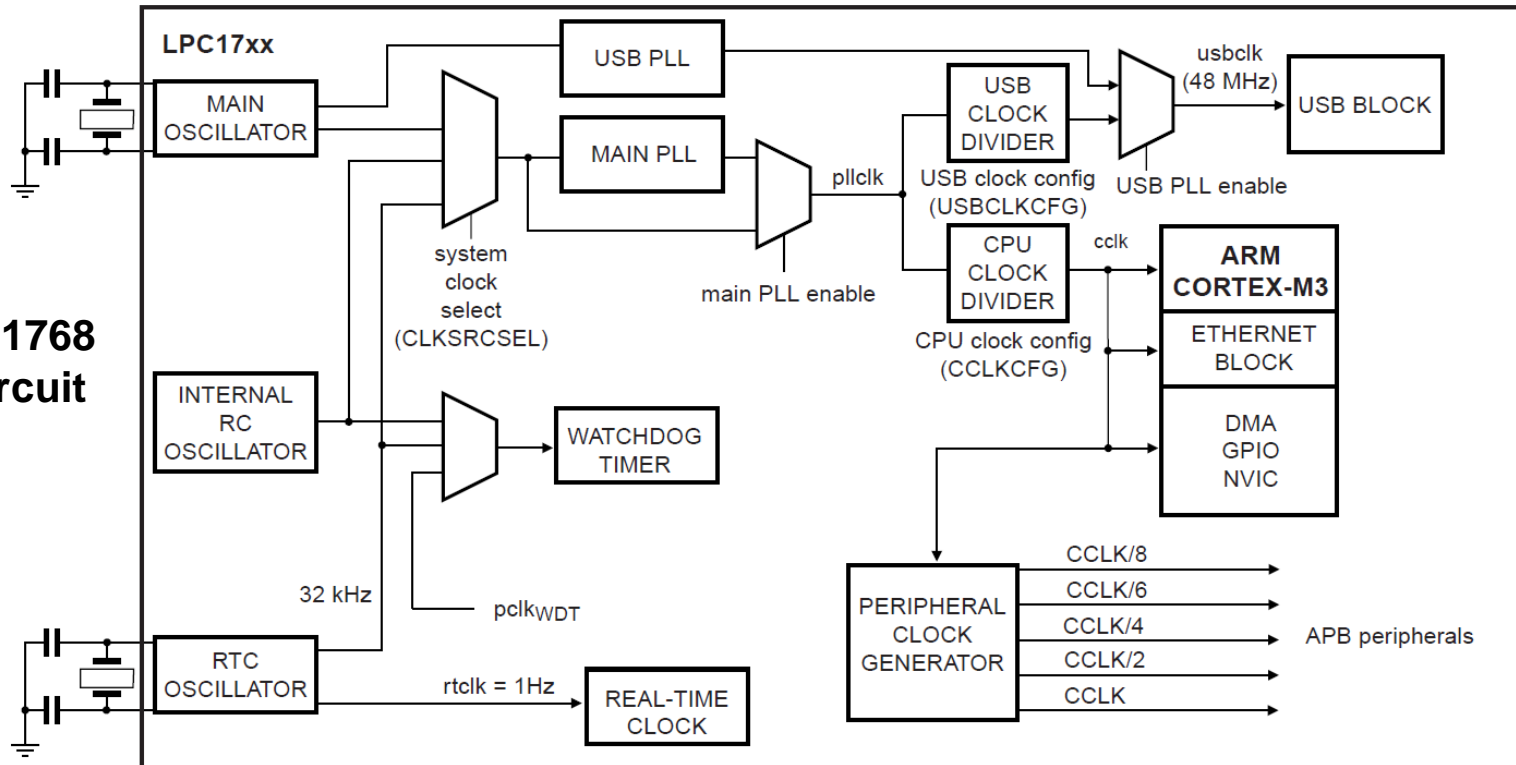 LPC17xx
USB PLL
usbclk
(48 MHz)
USB BLOCK
MAIN
OSCILLATOR
USB
CLOCK
DIVIDER
MAIN PLL
pllclk
USB clock config
(USBCLKCFG)
USB PLL enable
system
clock
select
(CLKSRCSEL)
main PLL enable
CPU
CLOCK
DIVIDER
cclk
ARM
CORTEX-M3
CPU clock config
(CCLKCFG)
ETHERNET
BLOCK
1768
rcuit
INTERNAL
RC
OSCILLATOR
WATCHDOG
TIMER
DMA
GPIO
NVIC
32 kHz
pclkWDT
PERIPHERAL
CLOCK
GENERATOR
CCLK/8
CCLK/6
CCLK/4
CCLK/2
CCLK
APB peripherals
RTC
OSCILLATOR
rtclk = 1Hz
REAL-TIME
CLOCK